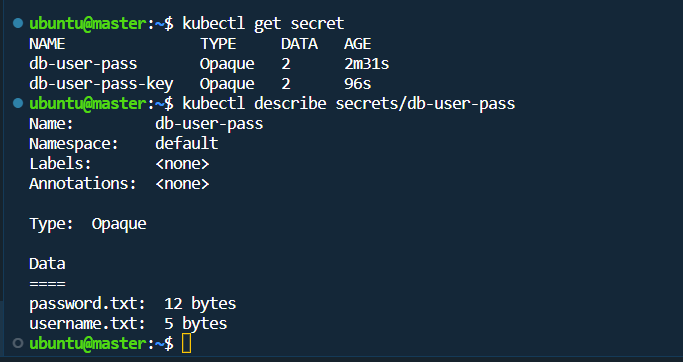 ubuntu@master:~$ kubectl get secret
NAME TYPE DATA AGE
db-user-pass Opaque 2 2m31s
db-user-pass-key Opaque 2 96s
ubuntu@master:~$ kubectl describe secrets/db-user-pass
Name: db-user-pass
Namespace: default
Labels: <none>
Annotations: <none>
Type: Opaque
Data
====
password.txt: 12 bytes
username.txt: 5 bytes
ubuntu@master:~$